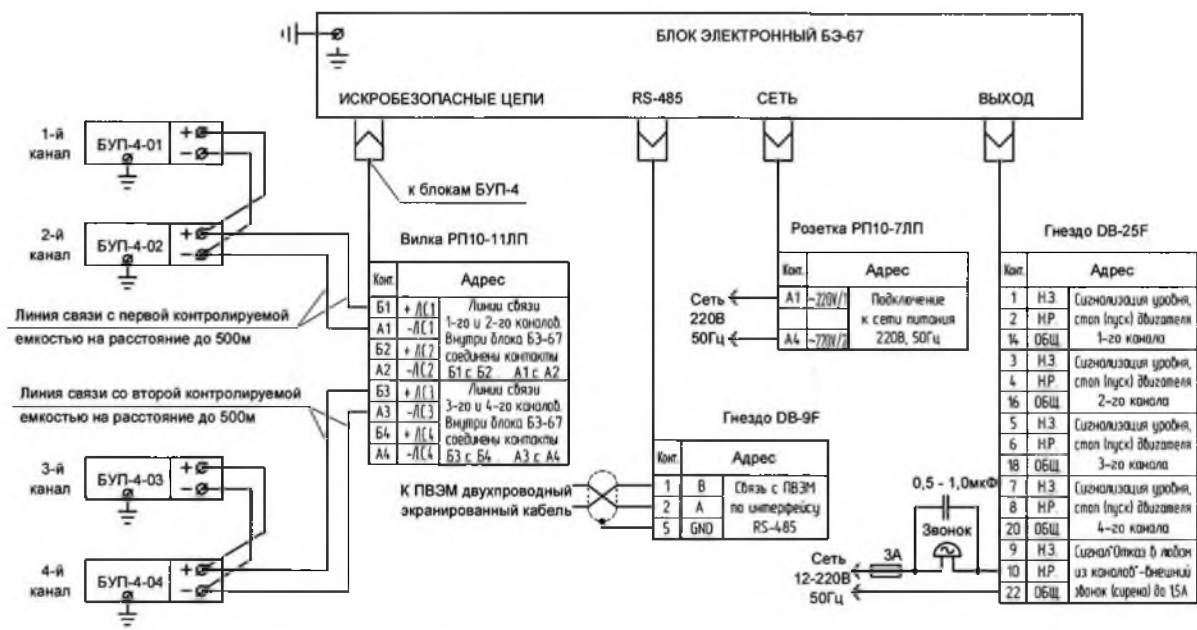 БЛОК ЭЛЕКТРОННЫЙ БЭ-67
ИСКРОБЕЗОПАСНЫЕ ЦЕПИ
RS-485
СЕТЬ
ВЫХОД
1-й
канал
БУП-4-01
+
−
2-й
канал
БУП-4-02
+
−
Линия связи с первой контролируемой
емкостью на расстояние до 500м
Линия связи со второй контролируемой
емкостью на расстояние до 500м
3-й
канал
БУП-4-03
+
−
4-й
канал
БУП-4-04
+
−
к блокам БУП-4
Вилка РП10-11ЛП
Конт. Адрес
Б1 + ЛС1 Линии связи
А1 -ЛС1 1-го и 2-го каналов.
Б2 + ЛС2 Внутри блока БЭ-67
соединены контакты
А2 -ЛС2 Б1 с Б2 А1 с А2
Б3 + ЛС3 Линии связи
А3 -ЛС3 3-го и 4-го каналов.
Б4 + ЛС4 Внутри блока БЭ-67
соединены контакты
А4 -ЛС4 Б3 с Б4 А3 с А4
Розетка РП10-7ЛП
Конт. Адрес
А1 ~220V/1 Подключение
к сети питания
А4 ~220V/2 220В, 50Гц
Сеть
220В
50Гц
Гнездо DB-9F
Конт. Адрес
1 B Связь с ПВЭМ
2 A по интерфейсу
5 GND RS-485
К ПВЭМ двухпроводный
экранированный кабель
Гнездо DB-25F
Конт. Адрес
1 Н.З. Сигнализация уровня,
2 Н.Р. стоп (пуск) двигателя
14 ОБЩ. 1-го канала
3 Н.З. Сигнализация уровня,
4 Н.Р. стоп (пуск) двигателя
16 ОБЩ. 2-го канала
5 Н.З. Сигнализация уровня,
6 Н.Р. стоп (пуск) двигателя
18 ОБЩ. 3-го канала
7 Н.З. Сигнализация уровня,
8 Н.Р. стоп (пуск) двигателя
20 ОБЩ. 4-го канала
9 Н.З. Сигнал"Отказ в любом
10 Н.Р. из каналов"-внешний
22 ОБЩ. звонок (сирена) до 1,5А
0,5 - 1,0мкФ
Звонок
3А
Сеть
12-220В
50Гц